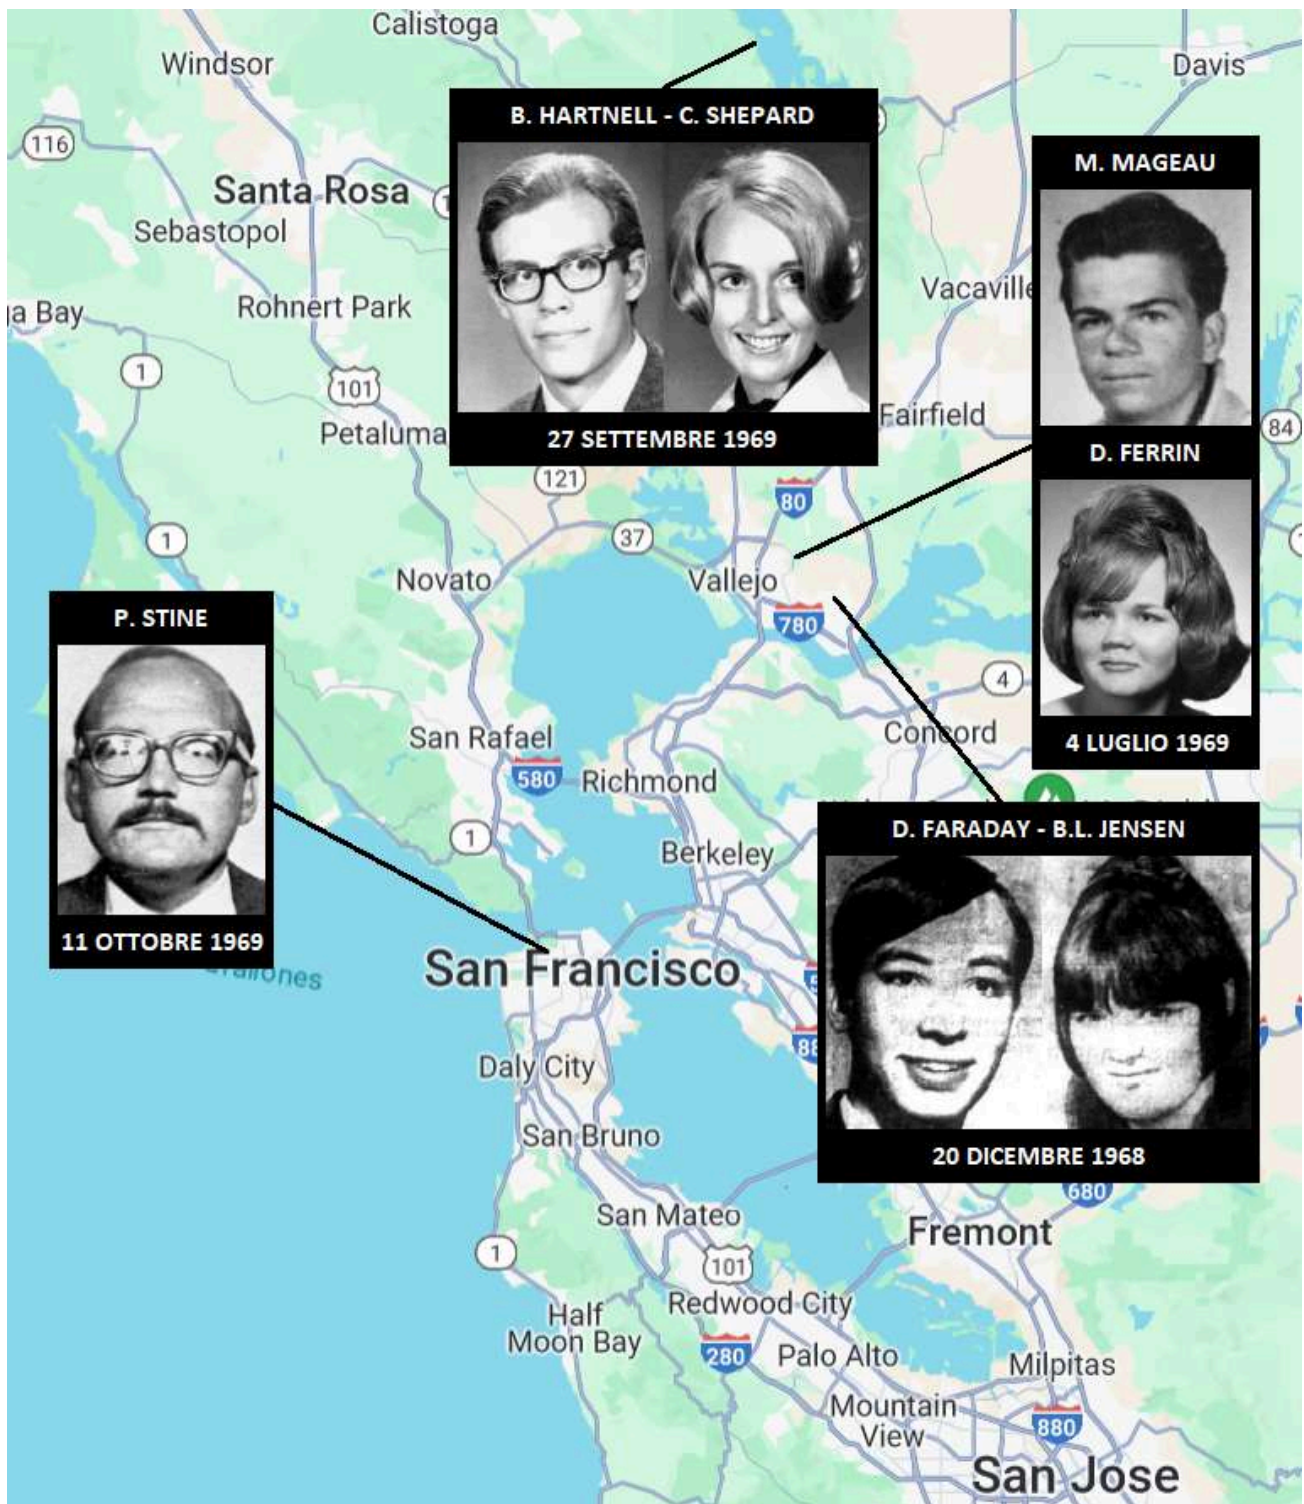 Calistoga
Windsor
Davis
B. HARTNELL - C. SHEPARD
116
M. MAGEAU
Santa Rosa
Sebastopol
Vacaville
Rohnert Park
Bay
1
101
Fairfield
84
Petaluma
27 SETTEMBRE 1969
D. FERRIN
121
80
37
1
Novato
Vallejo
P. STINE
780
4
Concord
San Rafael
4 LUGLIO 1969
580
Richmond
D. FARADAY - B.L. JENSEN
1
Berkeley
11 OTTOBRE 1969
San Francisco
Daly City
San Bruno
20 DICEMBRE 1968
680
San Mateo
Fremont
1
101
Redwood City
Half
Moon Bay
280
Palo Alto
Milpitas
Mountain
View
880
San Jose